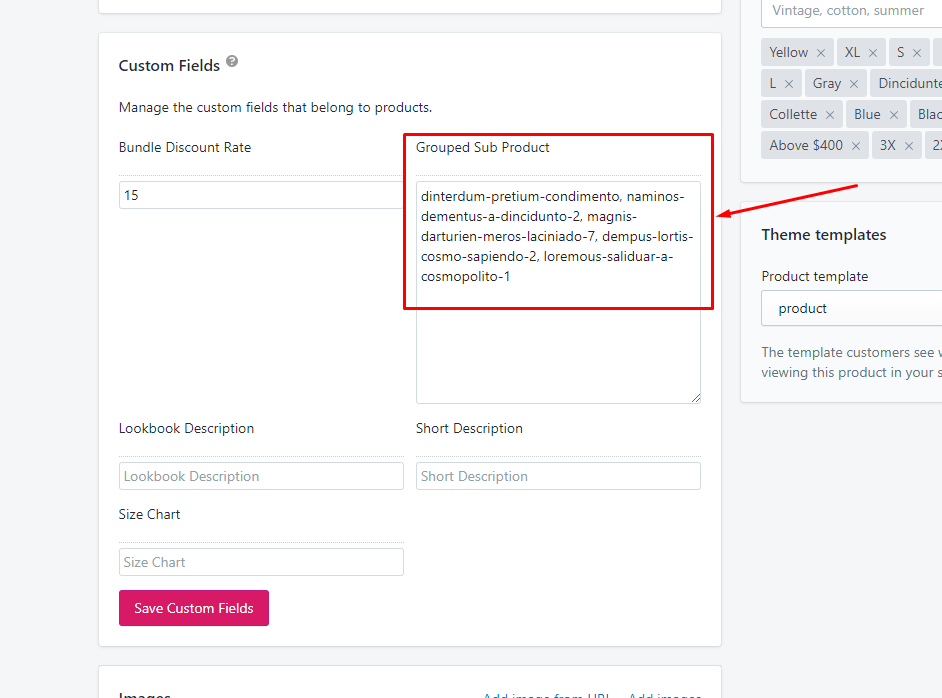 Custom Fields ?
Manage the custom fields that belong to products.
Bundle Discount Rate
15
Grouped Sub Product
dinterdum-pretium-condimento, naminos-
dementus-a-dincidunto-2, magnis-
darturien-meros-laciniado-7, dempus-lortis-
cosmo-sapiendo-2, loremous-saliduar-a-
cosmopolito-1
Lookbook Description
Lookbook Description
Short Description
Short Description
Size Chart
Size Chart
Save Custom Fields
Images
Add image from URL Add images
Vintage, cotton, summer
Yellow × XL × S ×
L × Gray × Dincidunte
Collette × Blue × Blac
Above $400 × 3X × 2X
Theme templates
Product template
product
The template customers see
viewing this product in your s